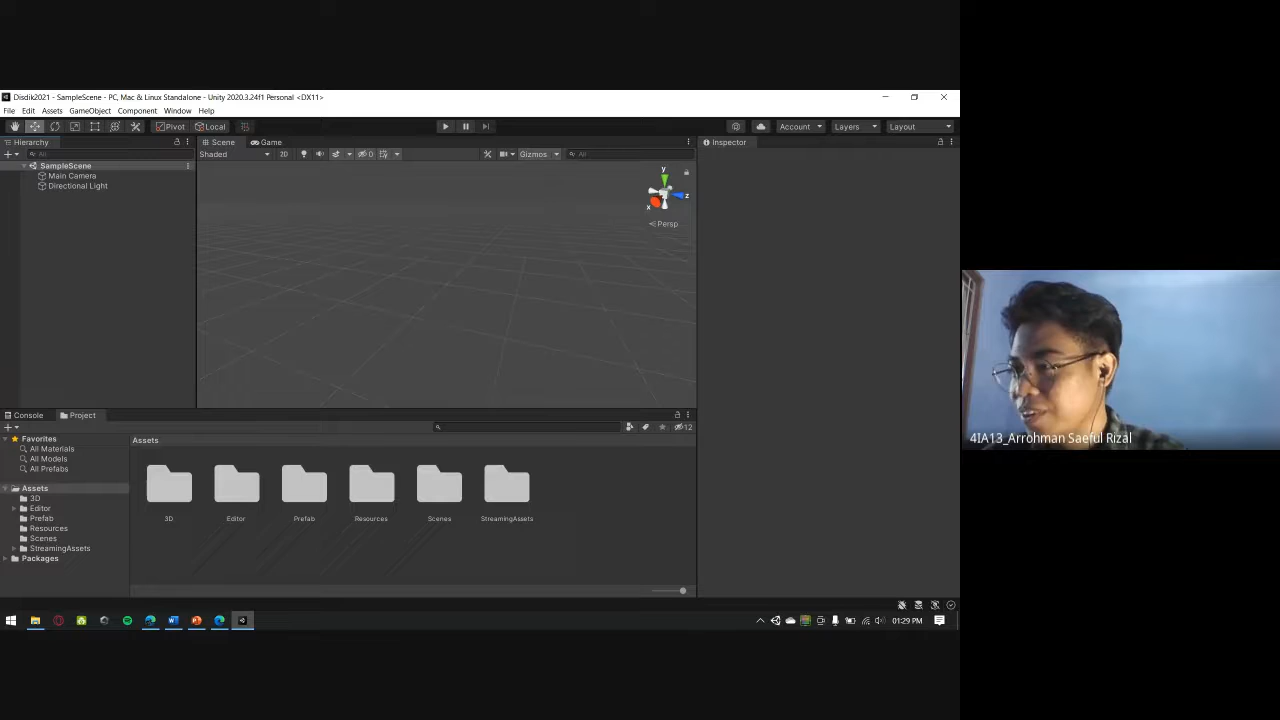 Disdik2021 - SampleScene - PC, Mac & Linux Standalone - Unity 2020.3.24f1 Personal <DX11>
File Edit Assets GameObject Component Window Help
Pivot Local Account Layers Layout
Hierarchy Scene Game Inspector
All Shaded 2D 0 Gizmos All
SampleScene
Main Camera
Directional Light
y
z
x
Persp
Console Project
12
Favorites
All Materials
All Models
All Prefabs
Assets
3D
Editor
Prefab
Resources
Scenes
StreamingAssets
Packages
Assets
3D Editor Prefab Resources Scenes StreamingAssets
4IA13_Arrohman Saeful Rizal
01:29 PM